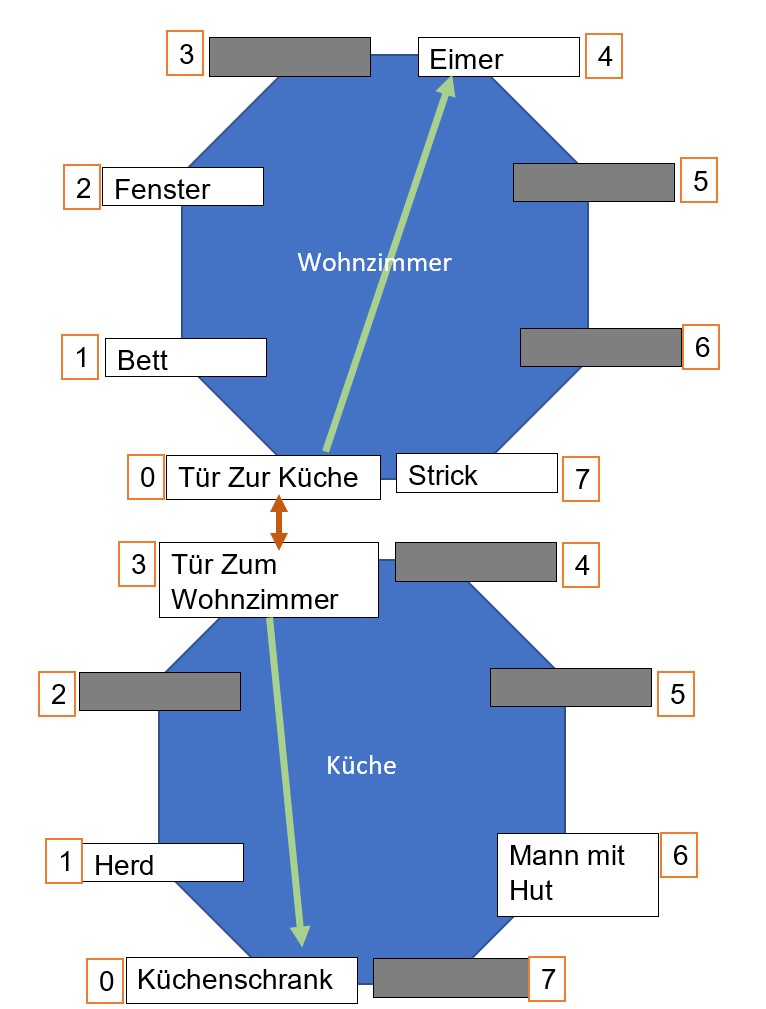 3
Eimer 4
2 Fenster
5
Wohnzimmer
1 Bett
6
0 Tür Zur Küche
Strick 7
3 Tür Zum
Wohnzimmer
4
2
5
Küche
1 Herd
Mann mit 6
Hut
0 Küchenschrank
7